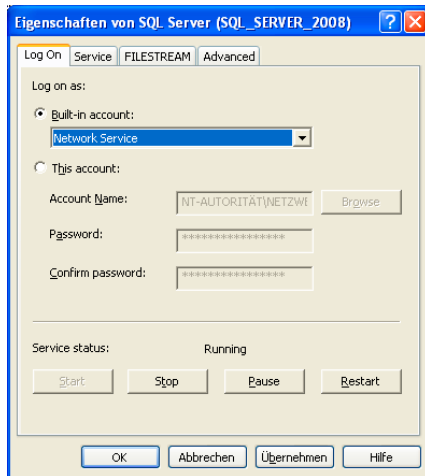 Eigenschaften von SQL Server (SQL_SERVER_2008)
Log On Service FILESTREAM Advanced
Log on as:
Built-in account:
Network Service
This account:
Account Name: NT-AUTORITÄT\NETZWE Browse
Password: ****************
Confirm password: ****************
Service status: Running
Start Stop Pause Restart
OK Abbrechen Übernehmen Hilfe